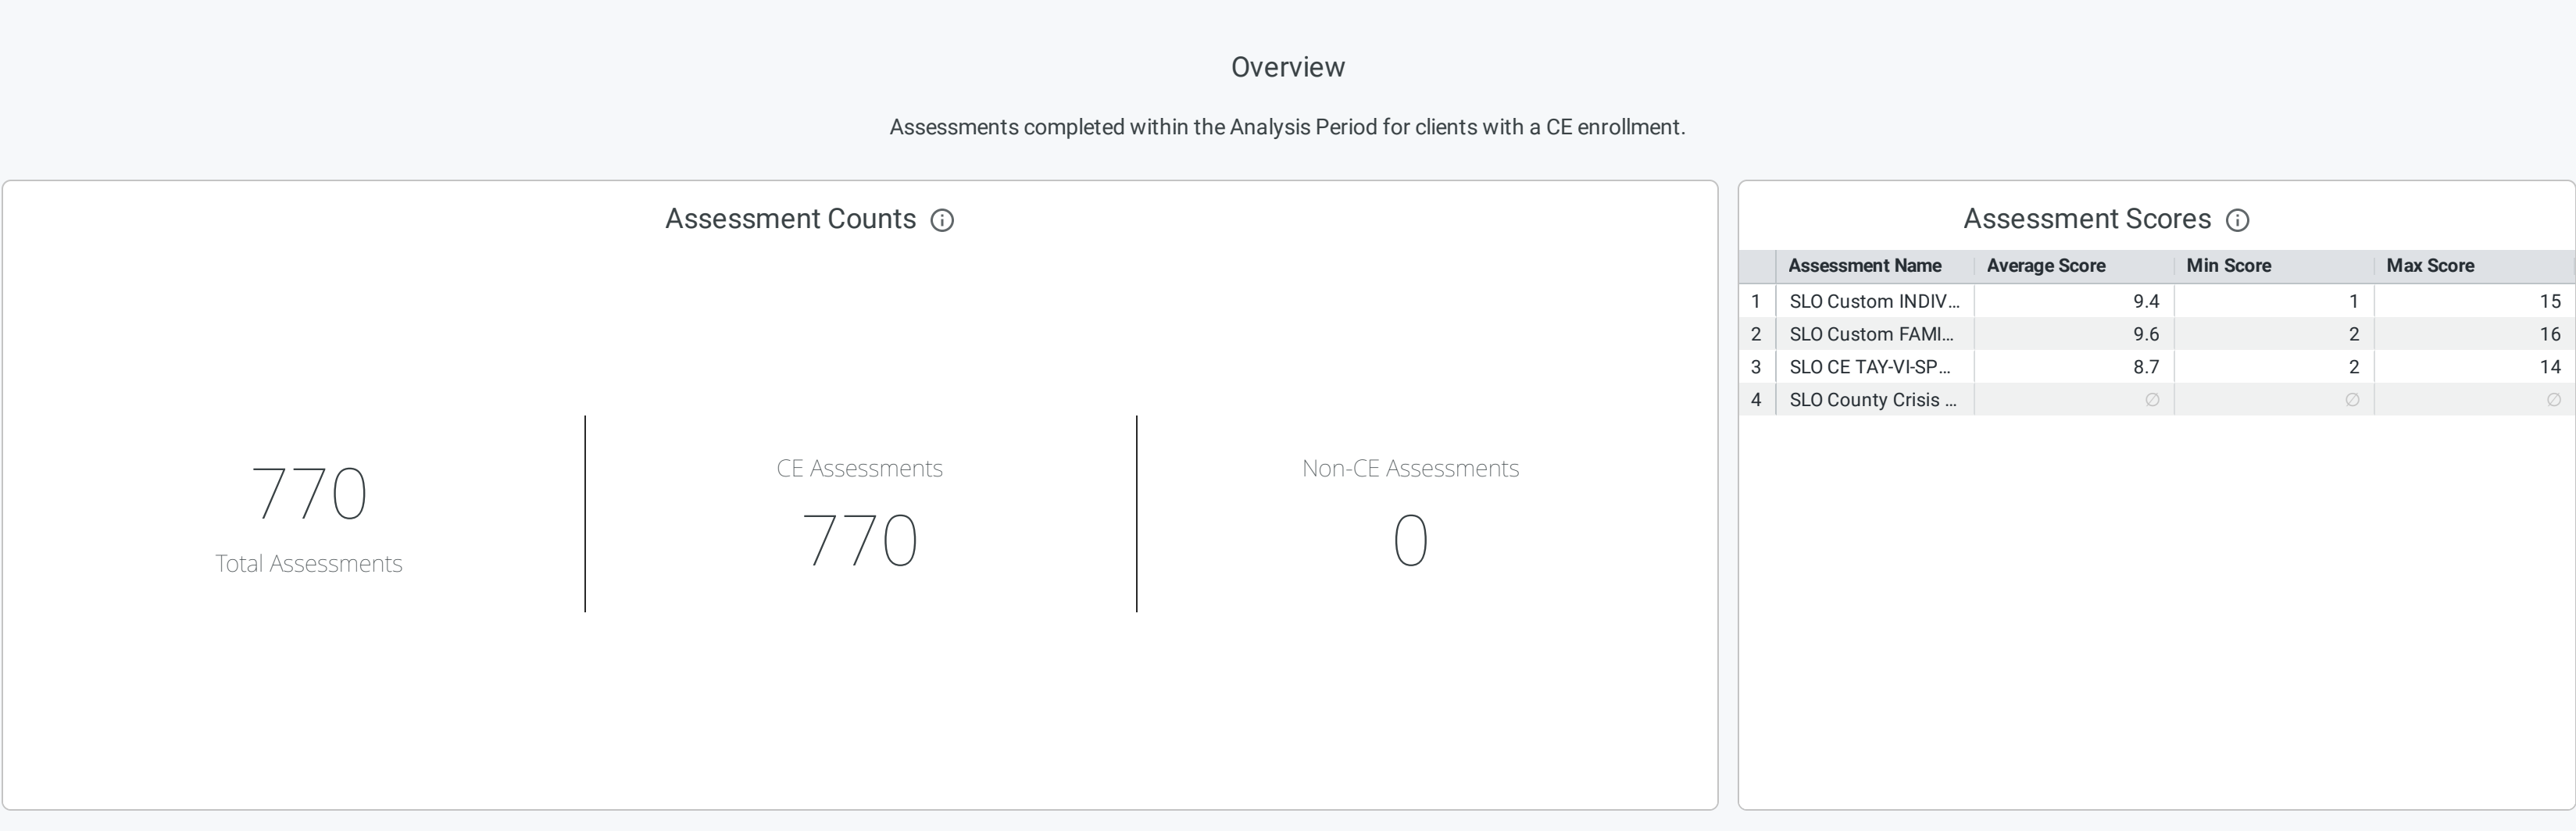 Overview
Assessments completed within the Analysis Period for clients with a CE enrollment.
Assessment Counts
770
Total Assessments
CE Assessments
770
Non-CE Assessments
0
Assessment Scores
Assessment Name Average Score Min Score Max Score
1 SLO Custom INDIV... 9.4 1 15
2 SLO Custom FAMI... 9.6 2 16
3 SLO CE TAY-VI-SP... 8.7 2 14
4 SLO County Crisis ... ∅ ∅ ∅